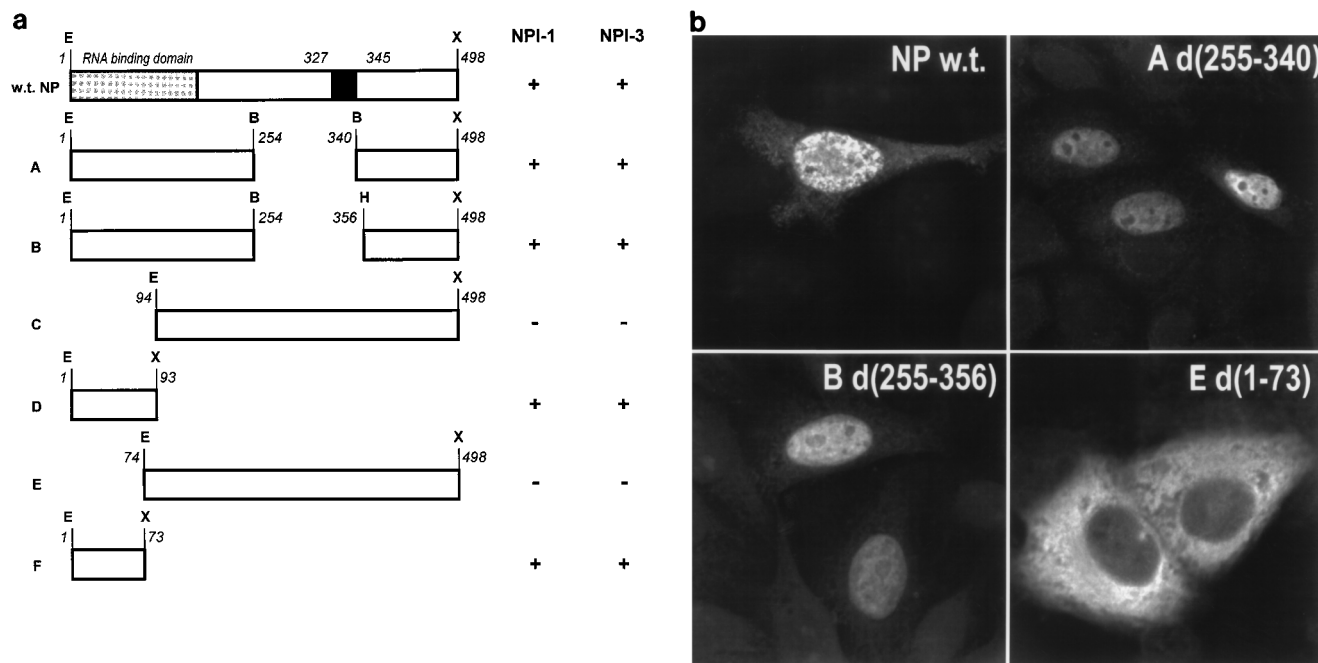 a
E X NPI-1 NPI-3
1 RNA binding domain 327 345 498
w.t. NP + +
E B B X
1 254 340 498
A + +
E B H X
1 254 356 498
B + +
E X
94 498
C - -
E X
1 93
D + +
E X
74 498
E - -
E X
1 73
F + +
b
NP w.t.
A d(255-340)
B d(255-356)
E d(1-73)